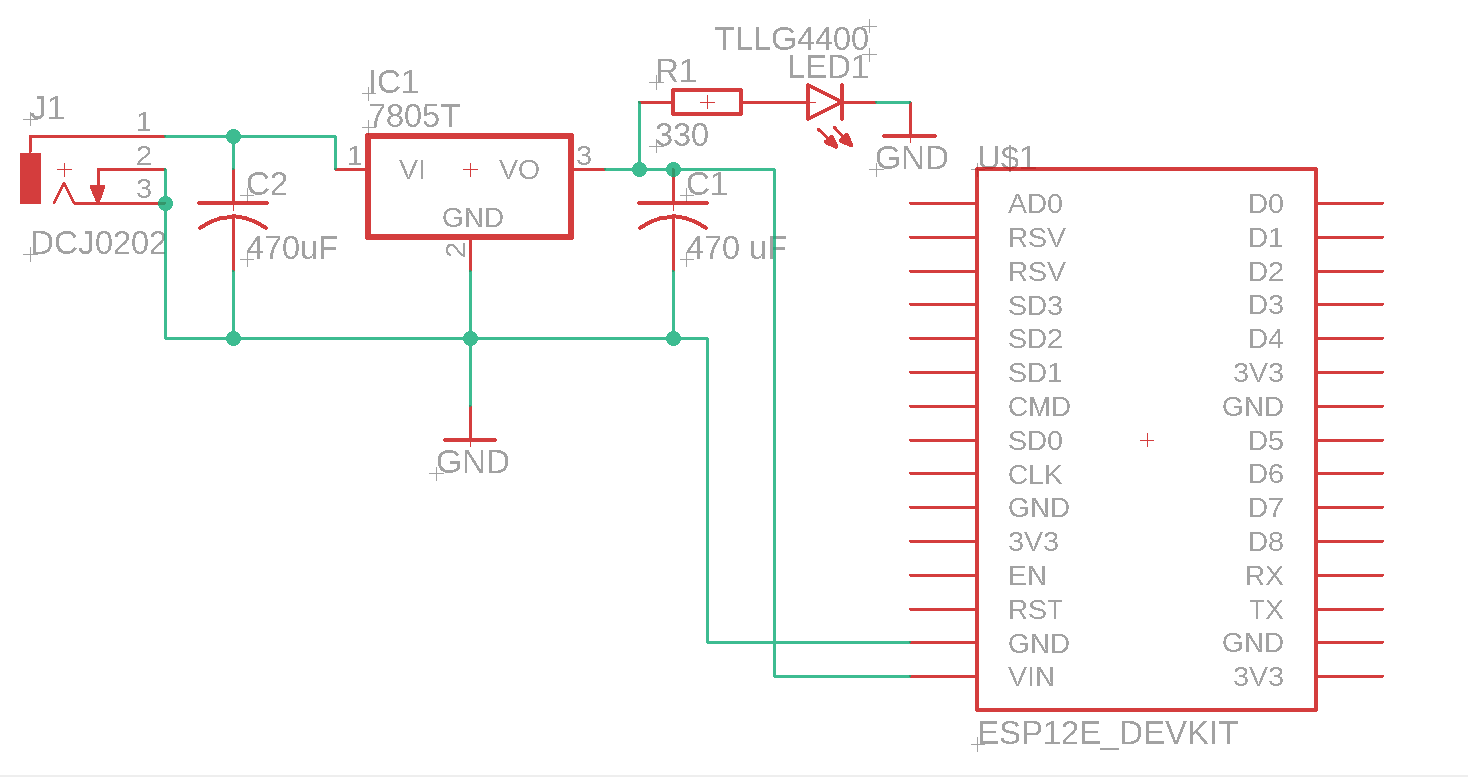 TLLG4400
LED1
R1
330
GND
IC1
7805T
J1
1
2
3
DCJ0202
C2
470uF
1
VI
VO
3
GND
2
C1
470 uF
GND
U$1
AD0 D0
RSV D1
RSV D2
SD3 D3
SD2 D4
SD1 3V3
CMD GND
SD0 D5
CLK D6
GND D7
3V3 D8
EN RX
RST TX
GND GND
VIN 3V3
ESP12E_DEVKIT